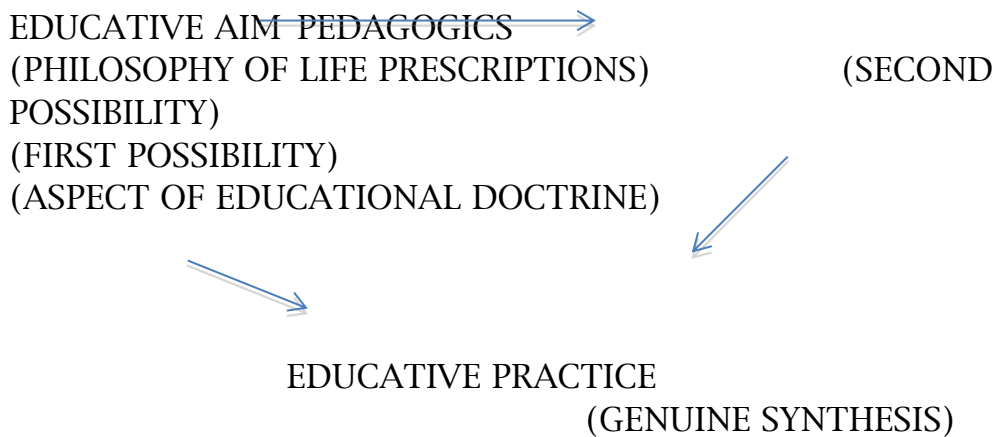 EDUCATIVE AIM PEDAGOGICS
(PHILOSOPHY OF LIFE PRESCRIPTIONS) (SECOND
POSSIBILITY)
(FIRST POSSIBILITY)
(ASPECT OF EDUCATIONAL DOCTRINE)
EDUCATIVE PRACTICE
(GENUINE SYNTHESIS)